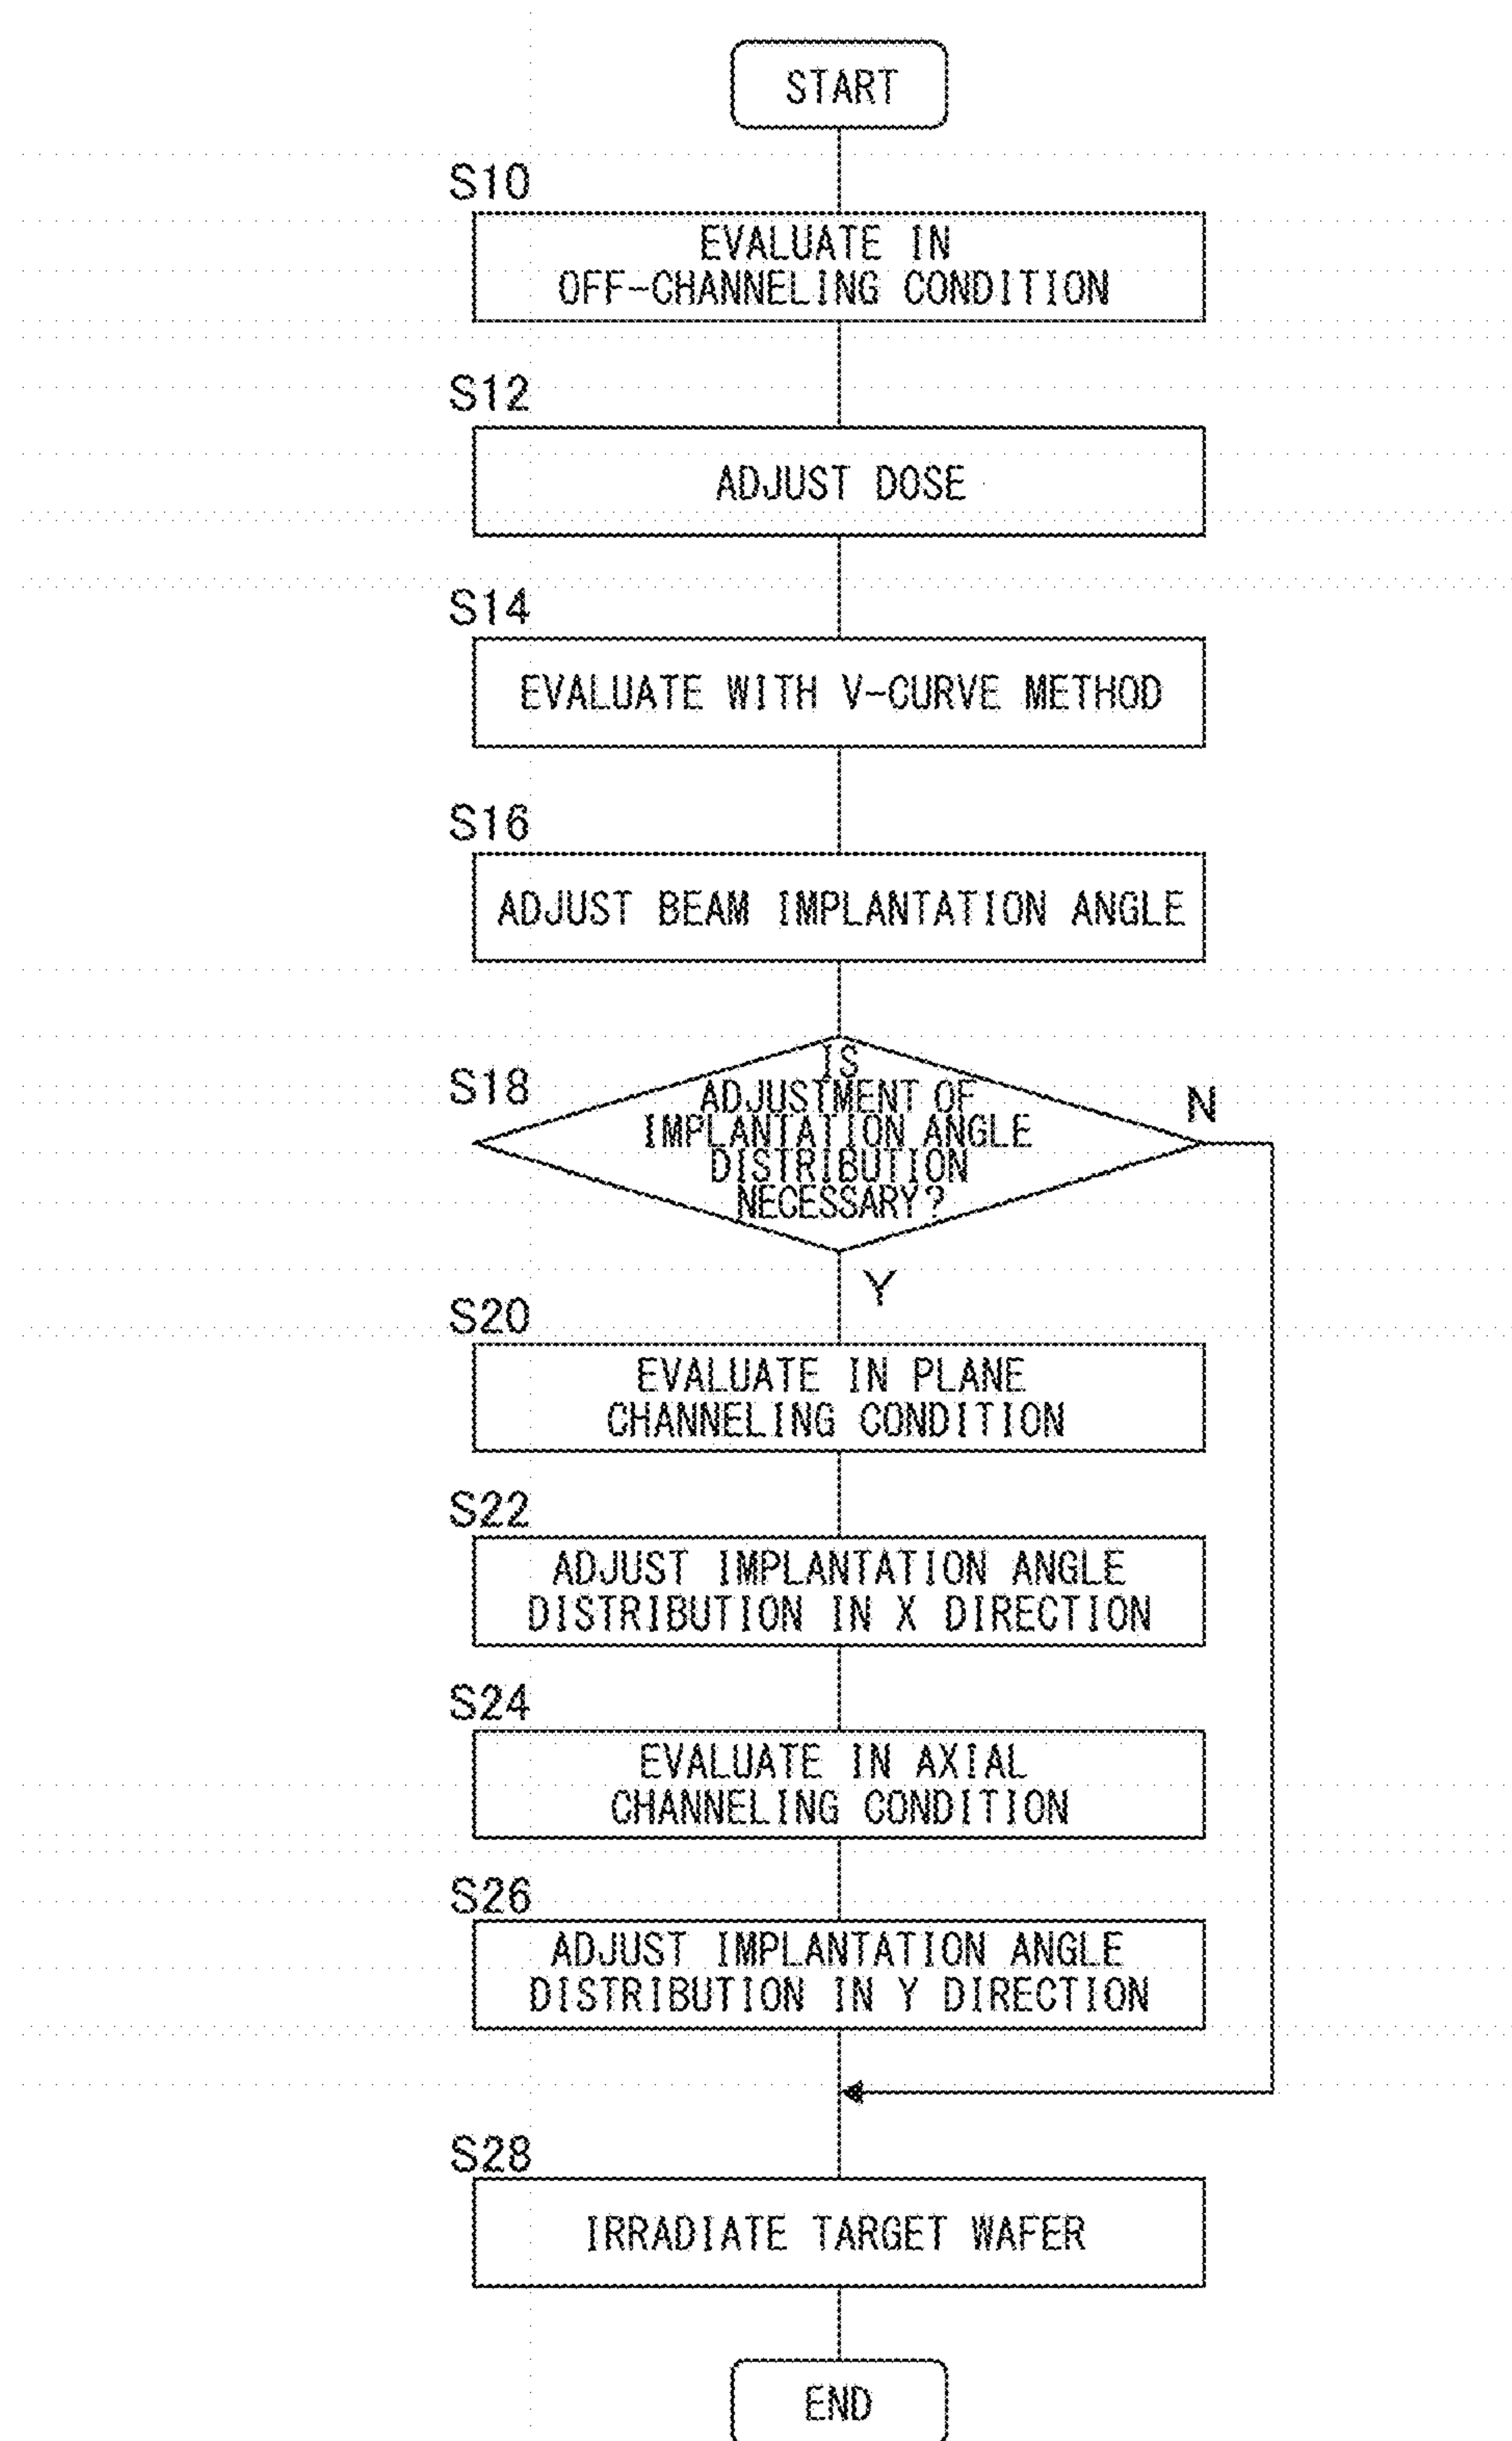 START
S10
EVALUATE IN
OFF-CHANNELING CONDITION
S12
ADJUST DOSE
S14
EVALUATE WITH V-CURVE METHOD
S16
ADJUST BEAM IMPLANTATION ANGLE
S18
IS
ADJUSTMENT OF
IMPLANTATION ANGLE
DISTRIBUTION
NECESSARY?
N
Y
S20
EVALUATE IN PLANE
CHANNELING CONDITION
S22
ADJUST IMPLANTATION ANGLE
DISTRIBUTION IN X DIRECTION
S24
EVALUATE IN AXIAL
CHANNELING CONDITION
S26
ADJUST IMPLANTATION ANGLE
DISTRIBUTION IN Y DIRECTION
S28
IRRADIATE TARGET WAFER
END